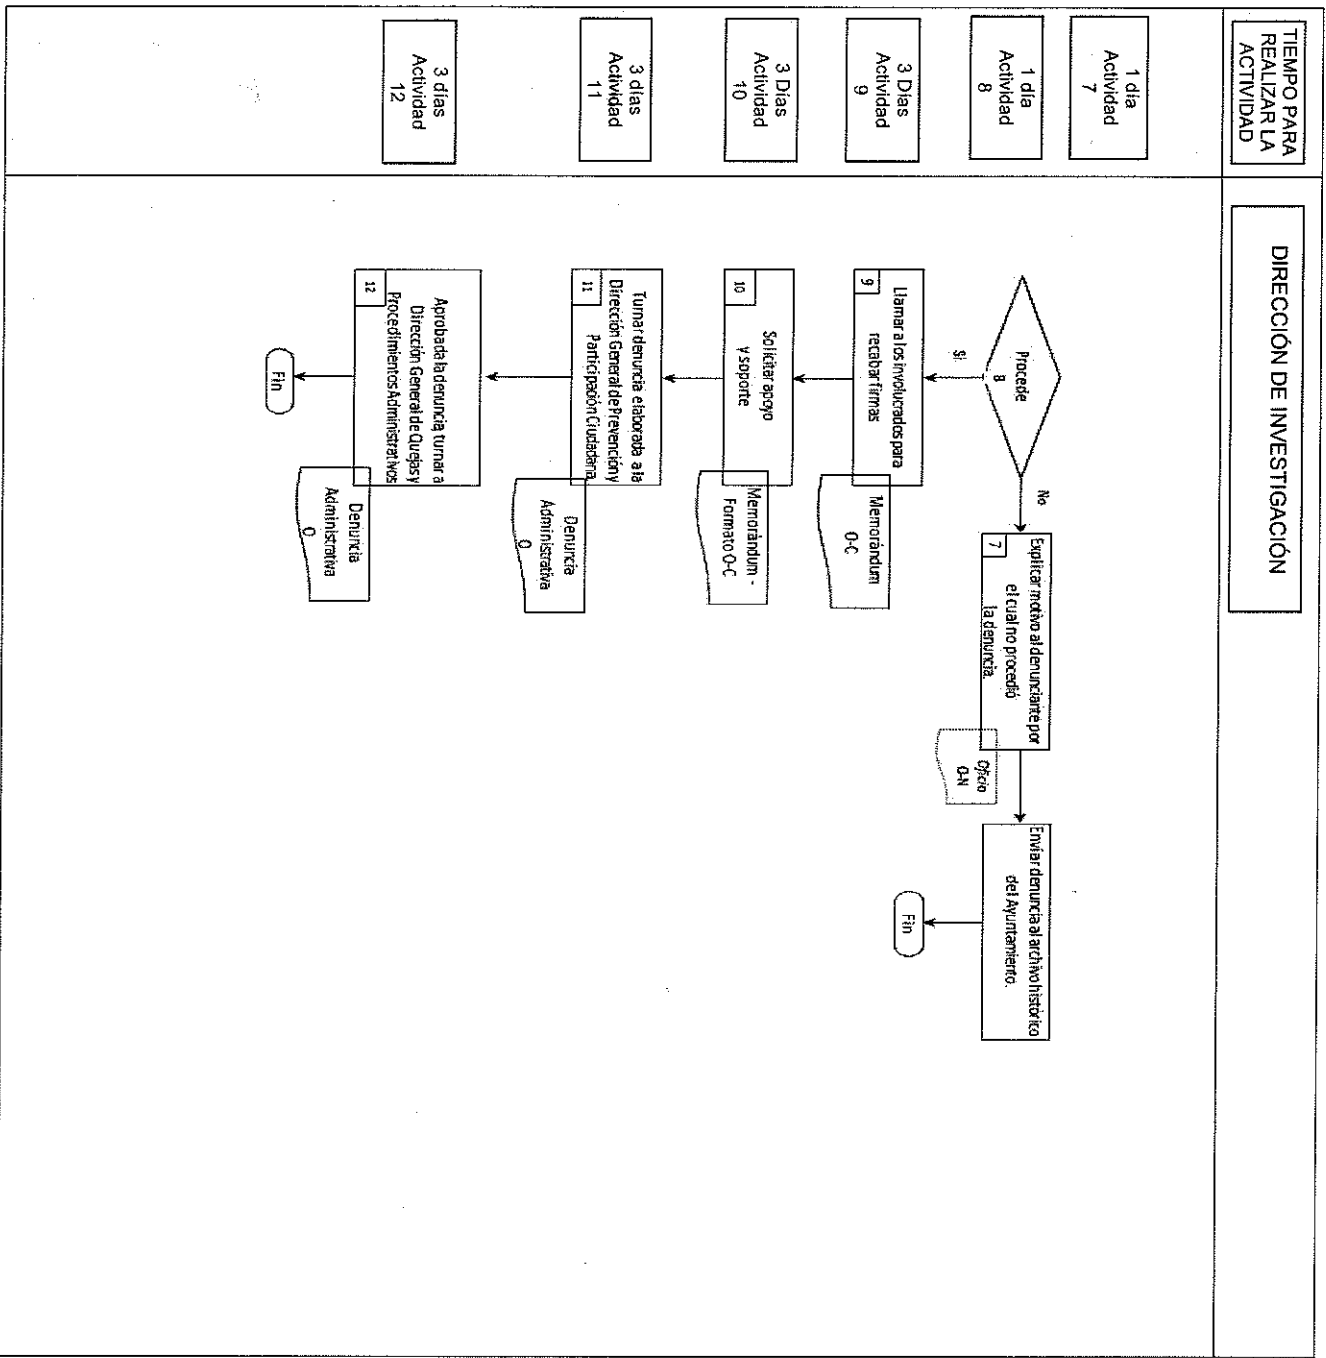 TIEMPO PARA
REALIZAR LA
ACTIVIDAD
DIRECCIÓN DE INVESTIGACIÓN
1 día
Actividad
7
1 día
Actividad
8
3 Días
Actividad
9
3 Días
Actividad
10
3 días
Actividad
11
3 días
Actividad
12
Procede
8
No
Si
7
Explicar motivo al denunciante por
el cual no procedió
la denuncia.
Oficio
O-N
Enviar denuncia al archivo histórico
del Ayuntamiento.
Fin
9
Llamar a los involucrados para
recabar firmas
Memorándum
O-C
10
Solicitar apoyo
y soporte
Memorándum -
Formato O-C
11
Turnar denuncia elaborada a la
Dirección General de Prevención y
Participación Ciudadana
Denuncia
Administrativa
O
12
Aprobada la denuncia, turnar a
Dirección General de Quejas y
Procedimientos Administrativos
Denuncia
Administrativa
O
Fin